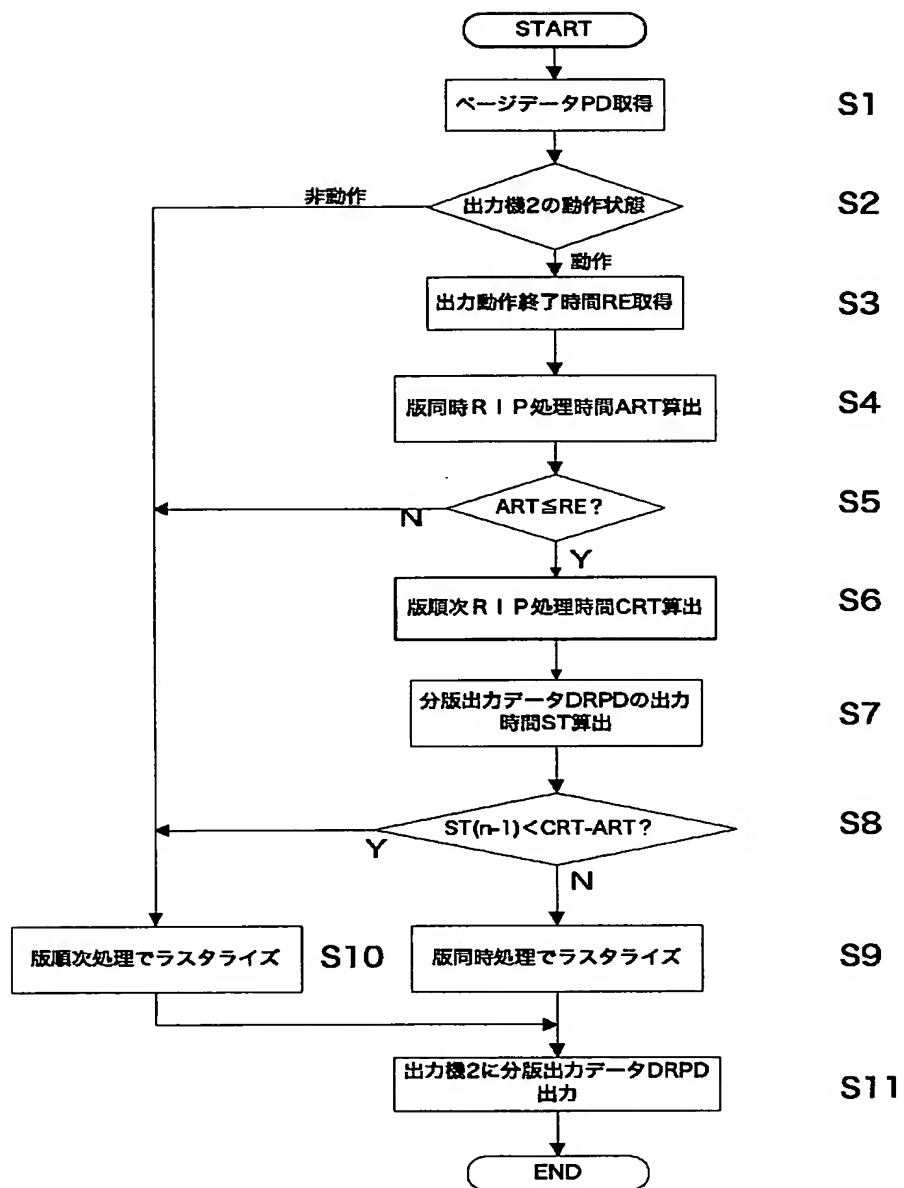 START
ページデータPD取得
S1
非動作
出力機2の動作状態
S2
動作
出力動作終了時間RE取得
S3
版同時RIP処理時間ART算出
S4
ART≦RE?
S5
N
Y
版順次RIP処理時間CRT算出
S6
分版出力データDRPDの出力
時間ST算出
S7
ST(n-1)<CRT-ART?
S8
Y
N
版順次処理でラスタライズ
S10
版同時処理でラスタライズ
S9
出力機2に分版出力データDRPD
出力
S11
END